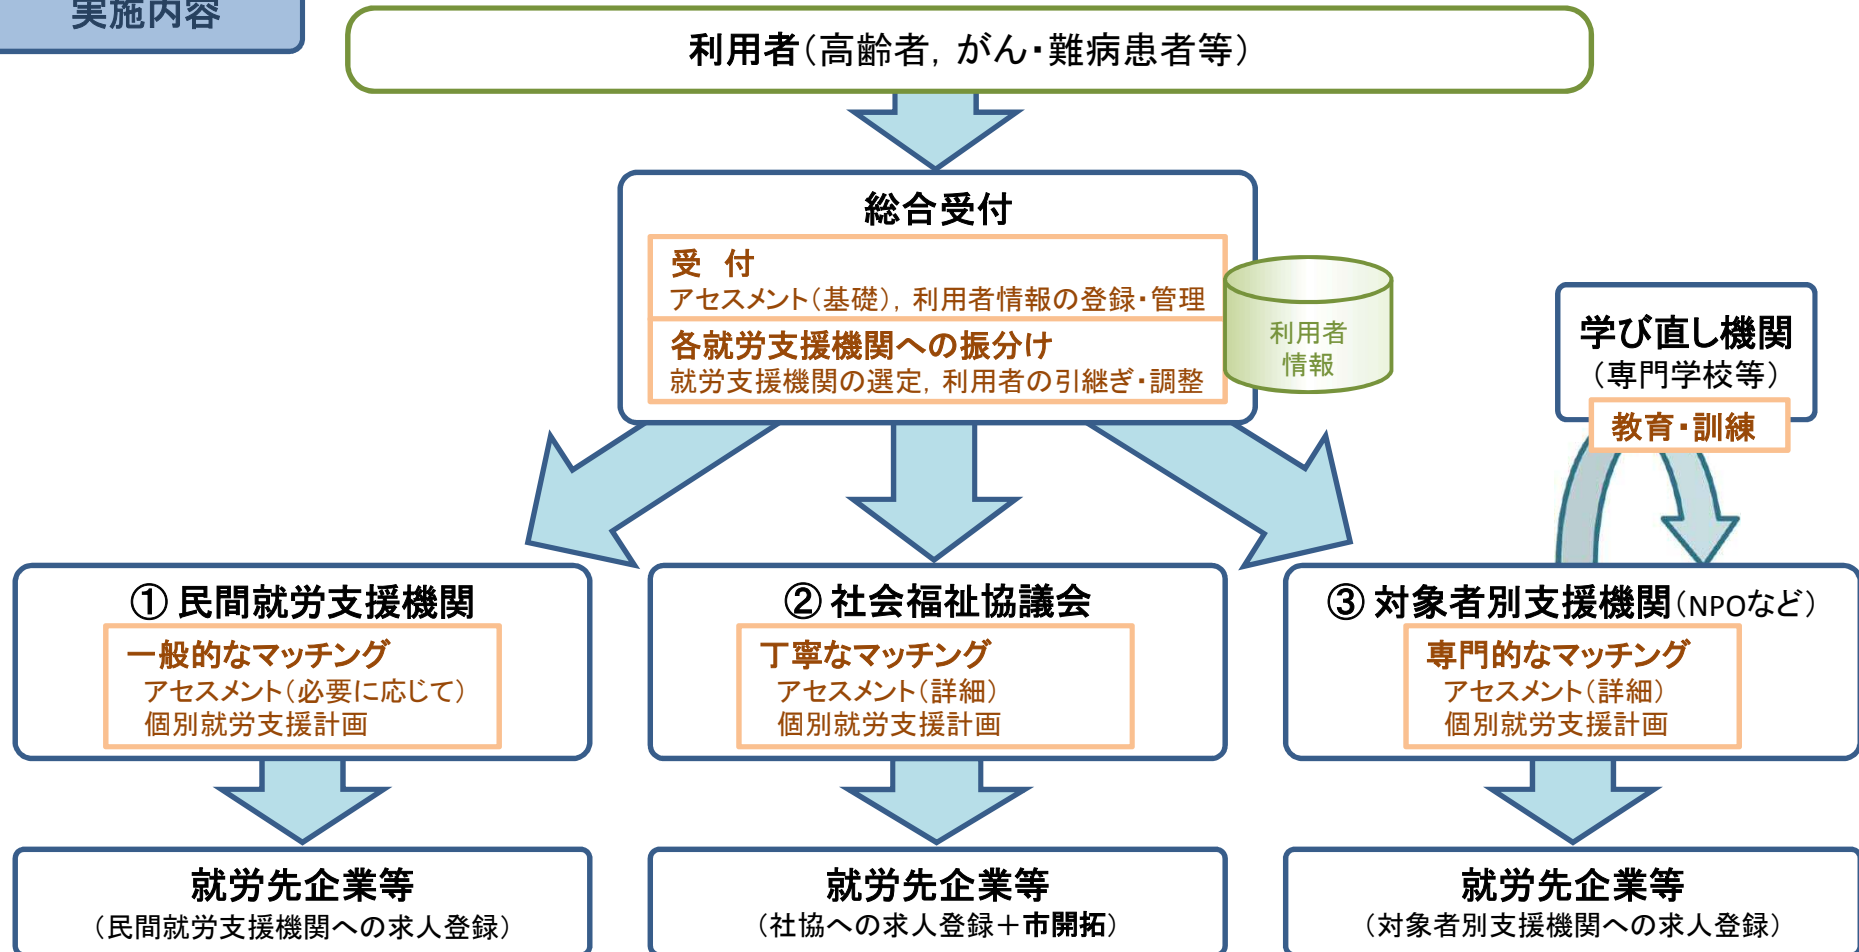 実施内容
利用者（高齢者，がん・難病患者等）
総合受付
受　付
アセスメント（基礎），利用者情報の登録・管理
各就労支援機関への振分け
就労支援機関の選定，利用者の引継ぎ・調整
利用者
情報
学び直し機関
（専門学校等）
教育・訓練
① 民間就労支援機関
一般的なマッチング
アセスメント（必要に応じて）
個別就労支援計画
② 社会福祉協議会
丁寧なマッチング
アセスメント（詳細）
個別就労支援計画
③ 対象者別支援機関（NPOなど）
専門的なマッチング
アセスメント（詳細）
個別就労支援計画
就労先企業等
（民間就労支援機関への求人登録）
就労先企業等
（社協への求人登録＋市開拓）
就労先企業等
（対象者別支援機関への求人登録）